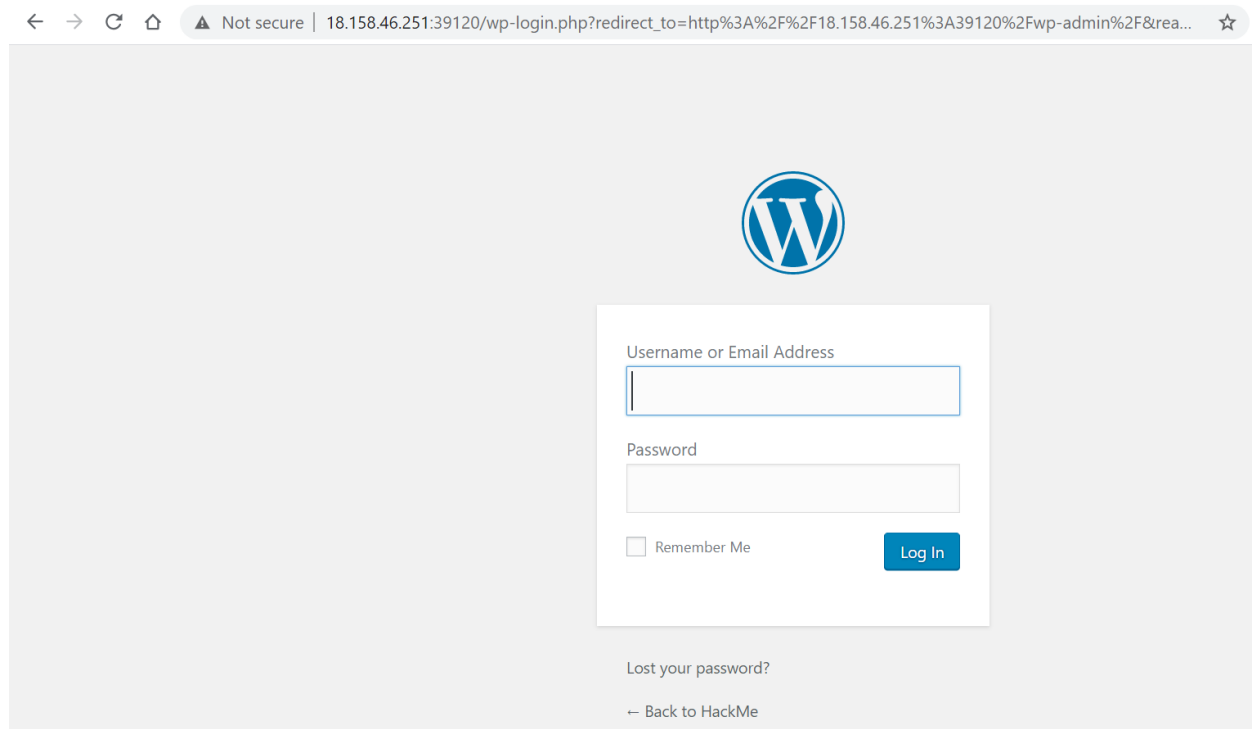 Not secure | 18.158.46.251:39120/wp-login.php?redirect_to=http%3A%2F%2F18.158.46.251%3A39120%2Fwp-admin%2F&rea...
Username or Email Address
Password
Remember Me
Log In
Lost your password?
← Back to HackMe